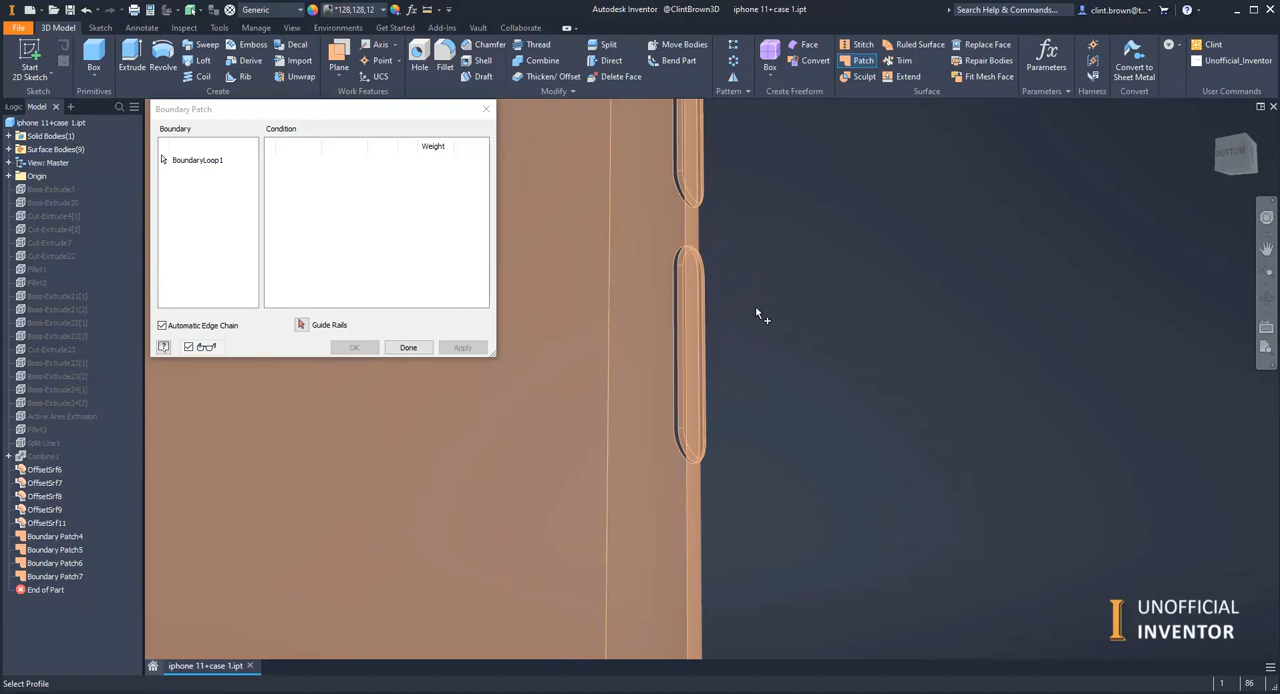 Generic
*128,128,12
Autodesk Inventor @ClintBrown3D iphone 11+case 1.ipt
Search Help & Commands...
clint.brown@t...
File 3D Model Sketch Annotate Inspect Tools Manage View Environments Get Started Add-Ins Vault Collaborate
Start
2D Sketch
Sketch
Box
Primitives
Extrude Revolve
Sweep Emboss Decal
Loft Derive Import
Coil Rib Unwrap
Create
Plane
Axis
Point
UCS
Work Features
Hole Fillet
Chamfer Thread Split Move Bodies
Shell Combine Direct Bend Part
Draft Thicken/ Offset Delete Face
Modify
Pattern
Box
Face
Convert
Create Freeform
Stitch Ruled Surface Replace Face
Patch Trim Repair Bodies
Sculpt Extend Fit Mesh Face
Surface
Parameters
Parameters
Harness
Convert to
Sheet Metal
Convert
Clint
Unofficial_Inventor
User Commands
iLogic Model
iphone 11+case 1.ipt
Solid Bodies(1)
Surface Bodies(9)
View: Master
Origin
Boss-Extrude3
Boss-Extrude20
Cut-Extrude4[1]
Cut-Extrude4[2]
Cut-Extrude7
Cut-Extrude22
Fillet1
Fillet2
Boss-Extrude21[1]
Boss-Extrude21[2]
Boss-Extrude22[1]
Boss-Extrude22[2]
Cut-Extrude23
Boss-Extrude23[1]
Boss-Extrude23[2]
Boss-Extrude24[1]
Boss-Extrude24[2]
Active Area Extrusion
Fillet3
Split Line1
Combine1
OffsetSrf6
OffsetSrf7
OffsetSrf8
OffsetSrf9
OffsetSrf11
Boundary Patch4
Boundary Patch5
Boundary Patch6
Boundary Patch7
End of Part
Boundary Patch
Boundary
Condition
Weight
BoundaryLoop1
Automatic Edge Chain
Guide Rails
OK Done Apply
BOTTOM
UNOFFICIAL
INVENTOR
iphone 11+case 1.ipt
Select Profile
1 86